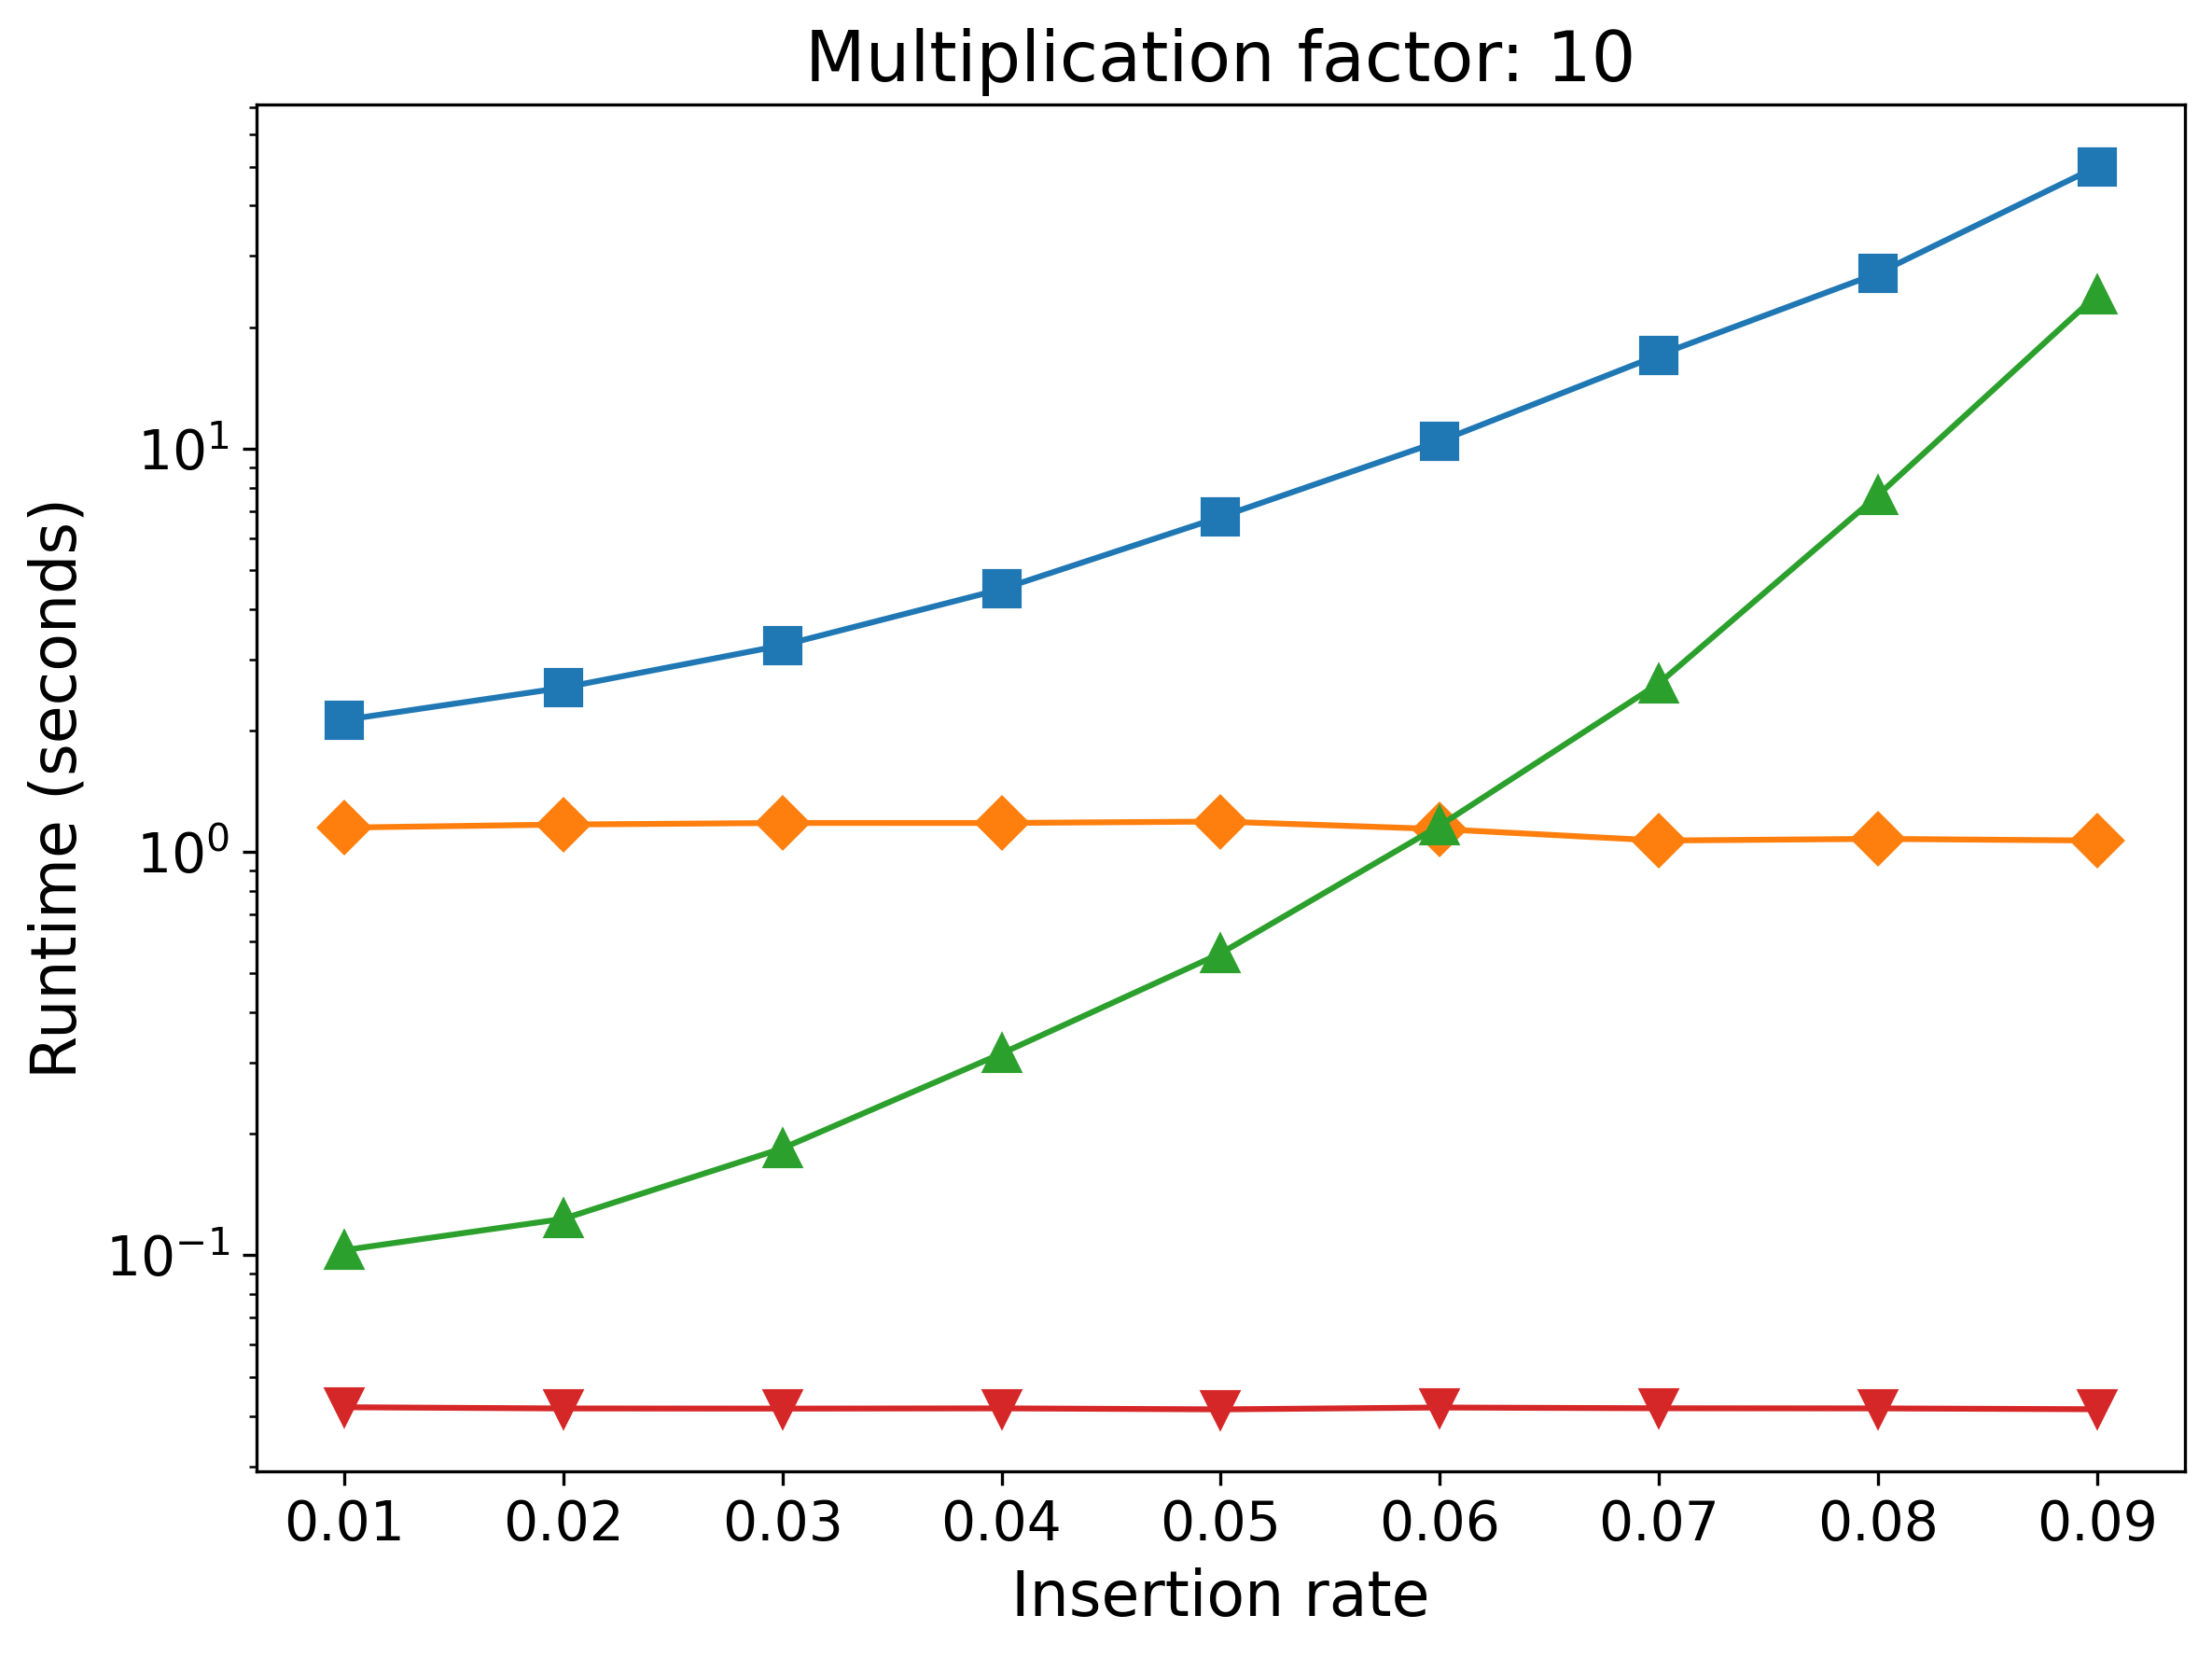 Multiplication factor: 10
Runtime (seconds)
10¹
10⁰
10⁻¹
0.01 0.02 0.03 0.04 0.05 0.06 0.07 0.08 0.09
Insertion rate